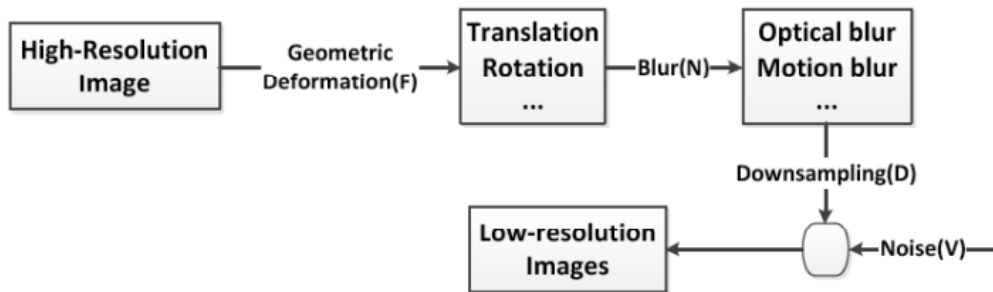 High-Resolution
Image
Geometric
Deformation(F)
Translation
Rotation
...
Blur(N)
Optical blur
Motion blur
...
Downsampling(D)
Low-resolution
Images
Noise(V)